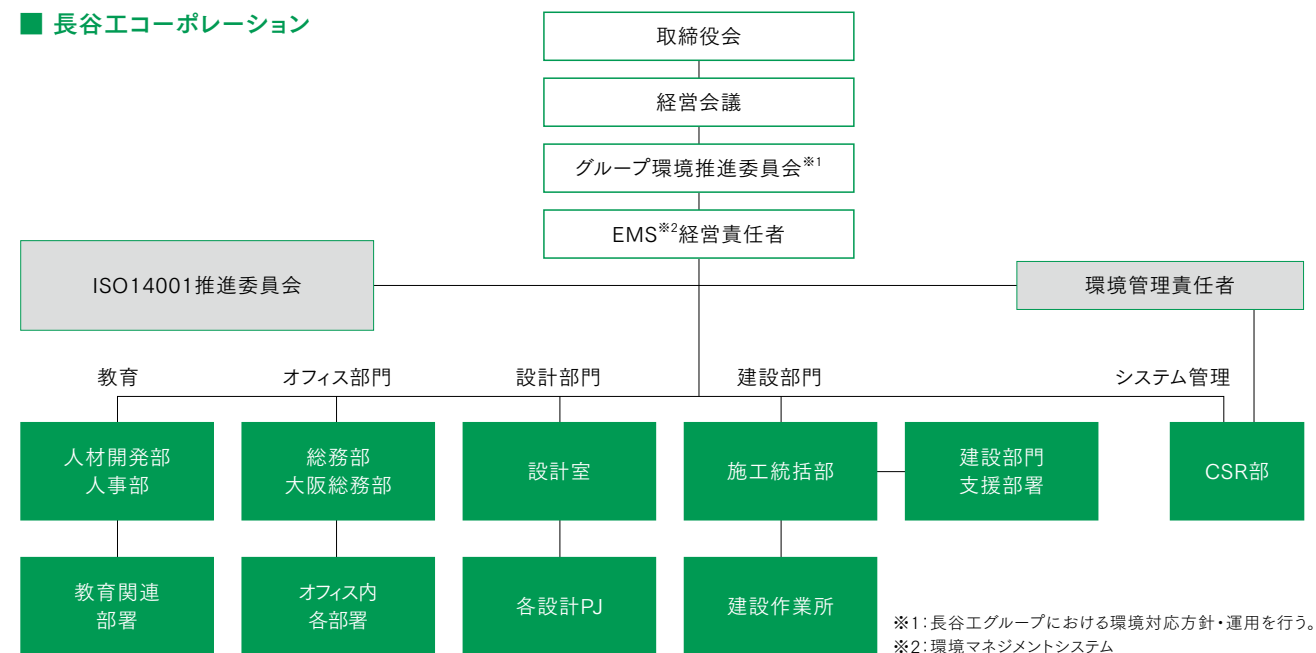 ■ 長谷工コーポレーション
取締役会
経営会議
グループ環境推進委員会※1
EMS※2経営責任者
ISO14001推進委員会
環境管理責任者
教育
オフィス部門
設計部門
建設部門
システム管理
人材開発部
人事部
総務部
大阪総務部
設計室
施工統括部
建設部門
支援部署
CSR部
教育関連
部署
オフィス内
各部署
各設計PJ
建設作業所
※1:長谷工グループにおける環境対応方針・運用を行う。
※2:環境マネジメントシステム